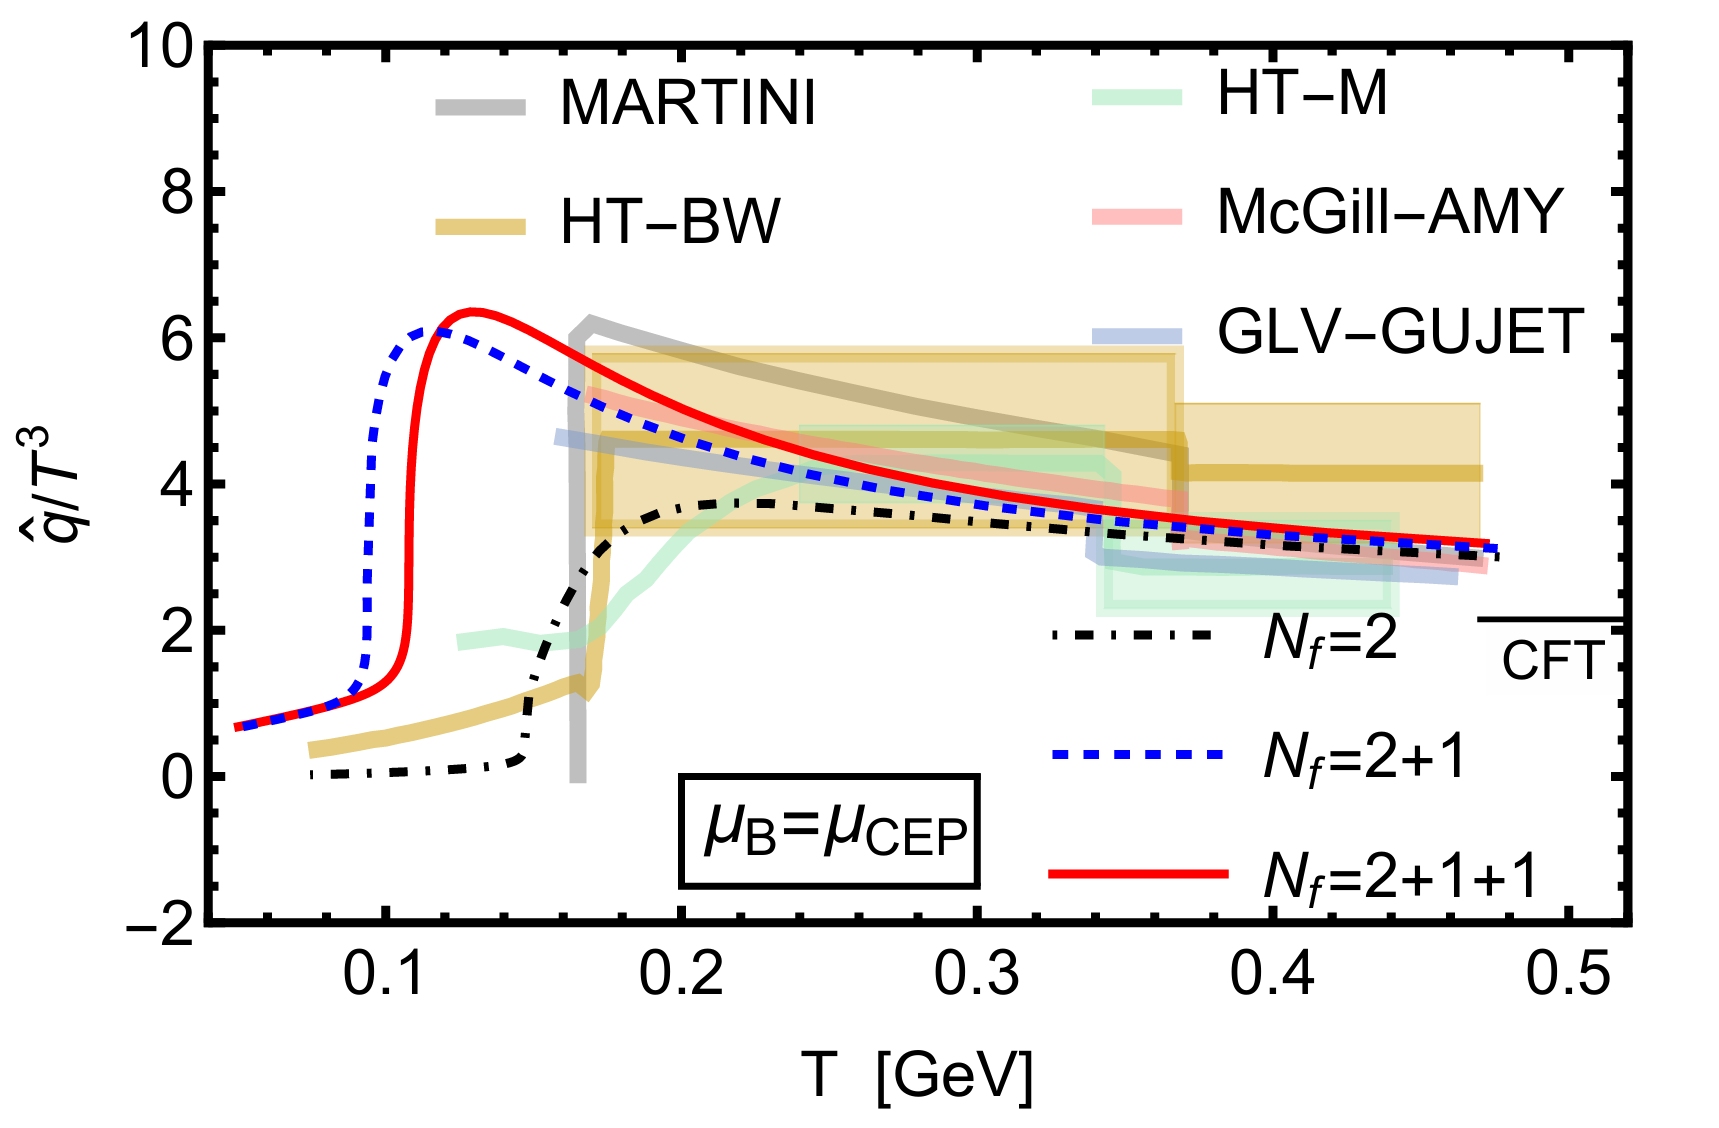 10
8
6
4
2
0
−2
q̂/T³
MARTINI
HT−BW
HT−M
McGill−AMY
GLV−GUJET
N_f=2
N_f=2+1
N_f=2+1+1
CFT
μ_B=μ_CEP
0.1 0.2 0.3 0.4 0.5
T [GeV]